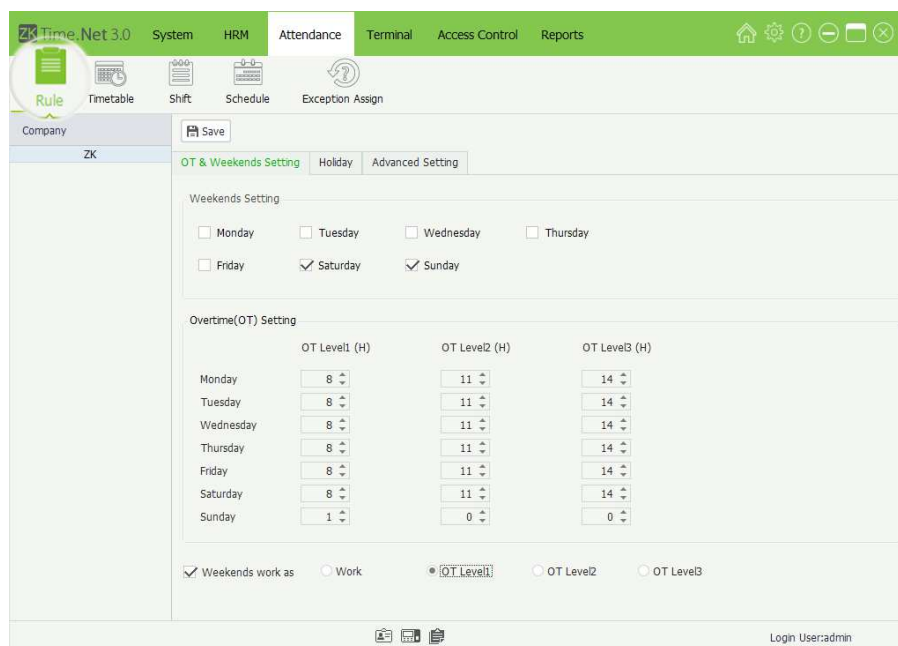 ZK Time.Net 3.0 System HRM Attendance Terminal Access Control Reports
Rule Timetable Shift Schedule Exception Assign
Company
ZK
Save
OT & Weekends Setting Holiday Advanced Setting
Weekends Setting
Monday Tuesday Wednesday Thursday
Friday Saturday Sunday
Overtime(OT) Setting
OT Level1 (H) OT Level2 (H) OT Level3 (H)
Monday 8 11 14
Tuesday 8 11 14
Wednesday 8 11 14
Thursday 8 11 14
Friday 8 11 14
Saturday 8 11 14
Sunday 1 0 0
Weekends work as Work OT Level1 OT Level2 OT Level3
Login User:admin